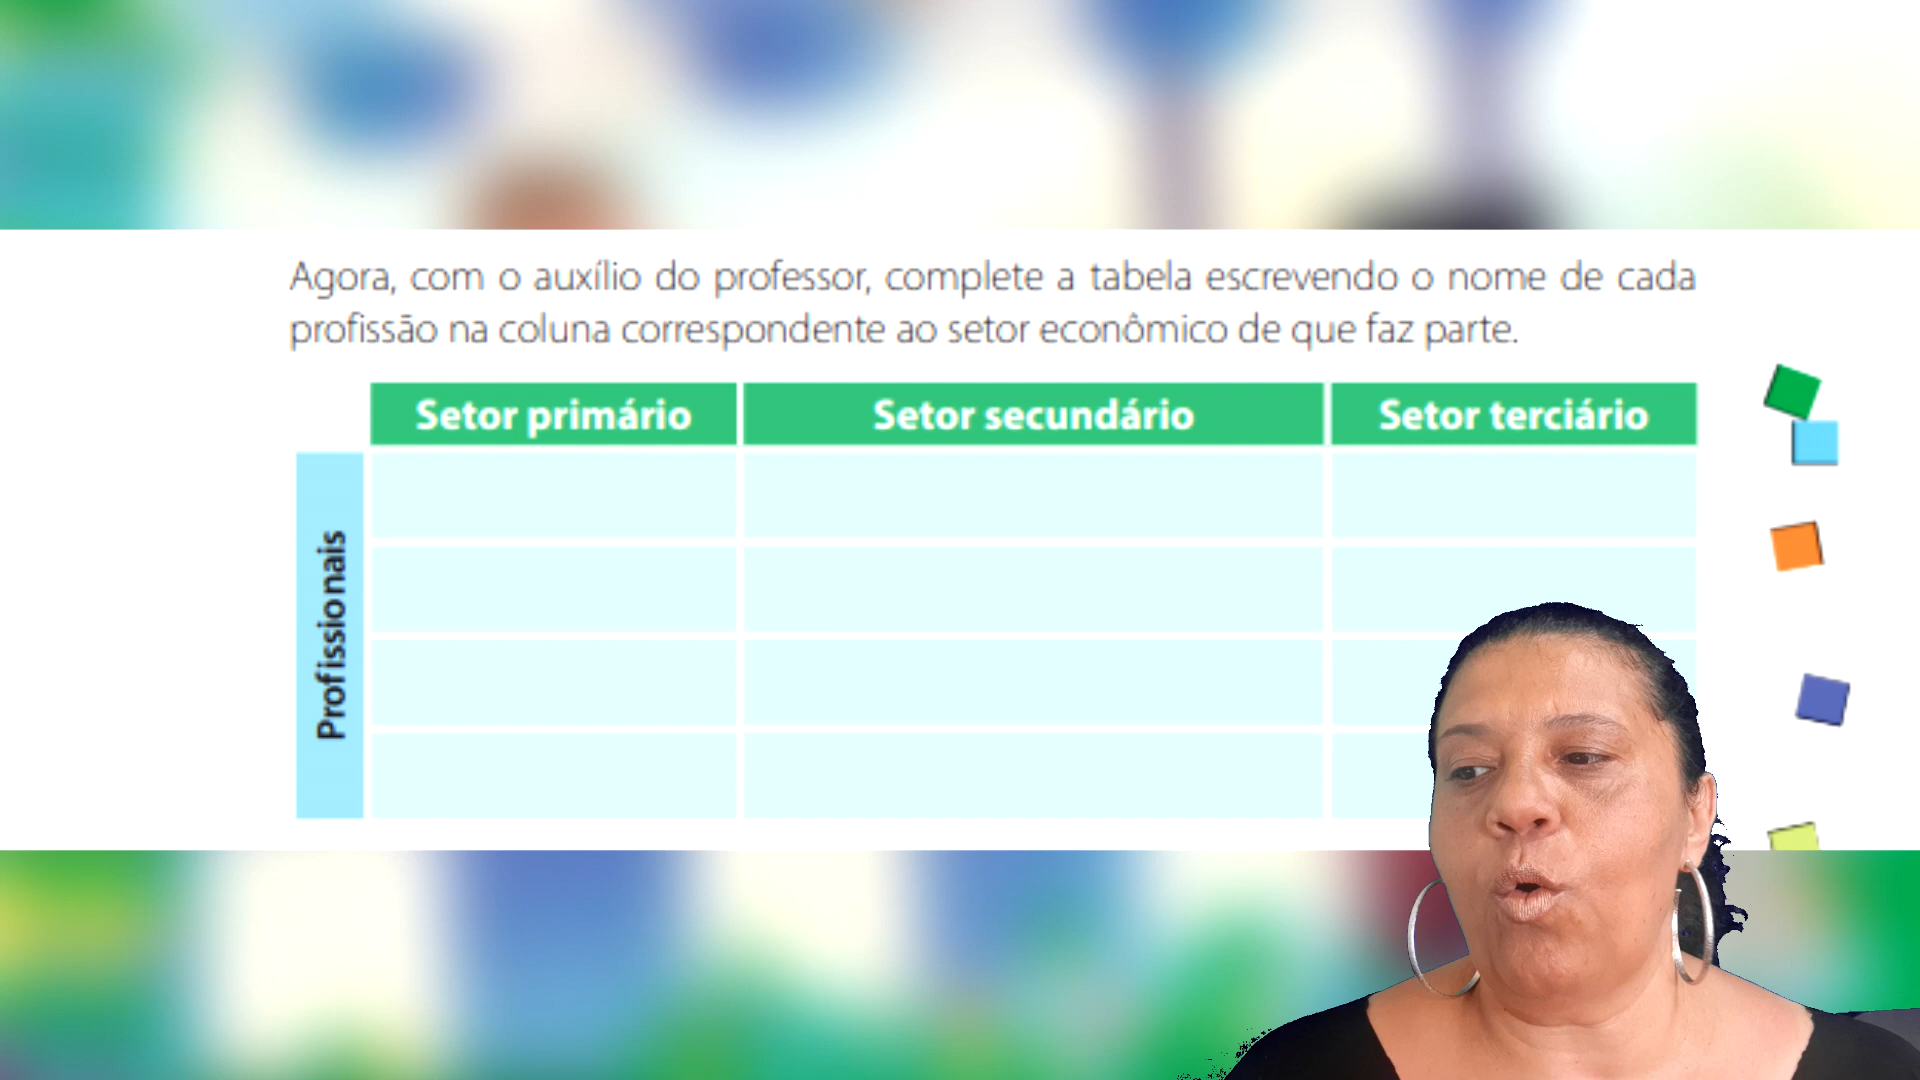 Agora, com o auxílio do professor, complete a tabela escrevendo o nome de cada
profissão na coluna correspondente ao setor econômico de que faz parte.
Setor primário Setor secundário Setor terciário
Profissionais